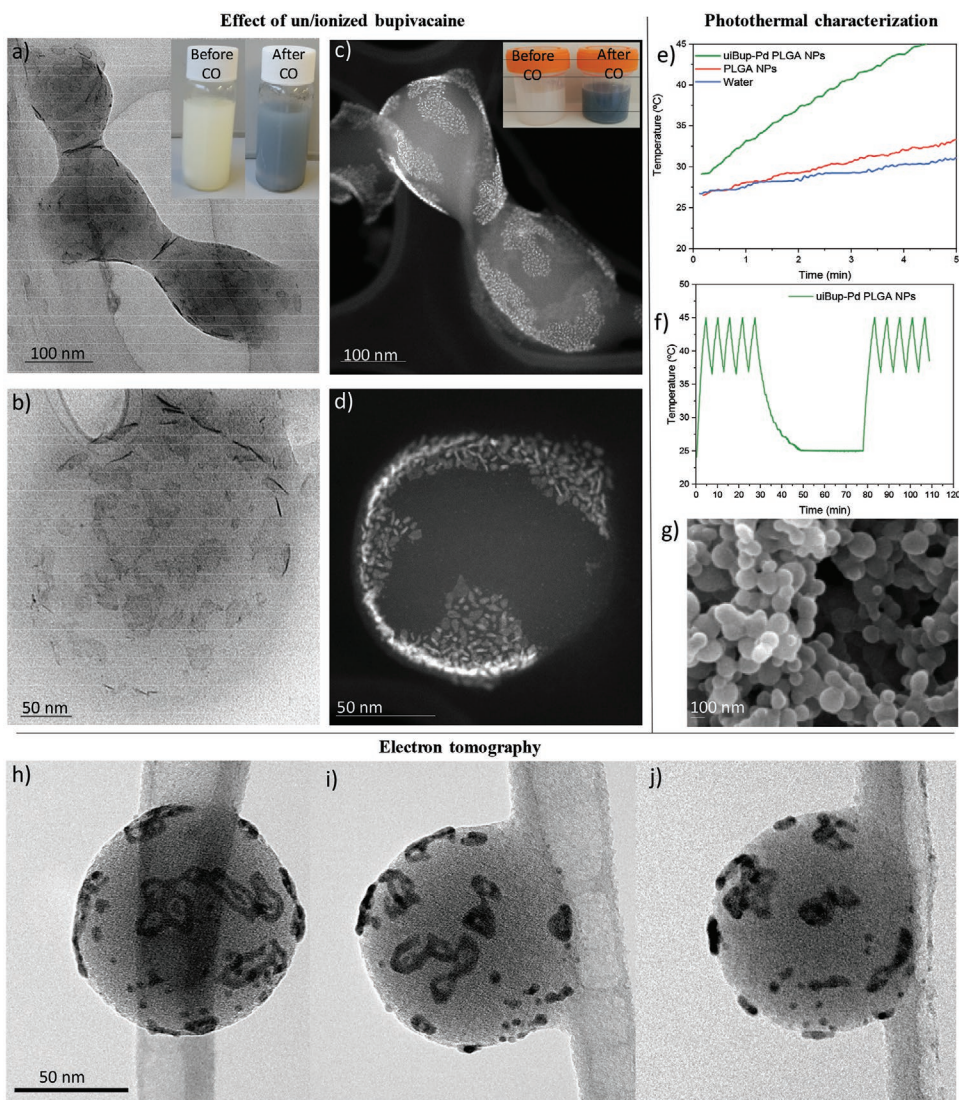 Effect of un/ionized bupivacaine
Photothermal characterization
a)
Before
CO
After
CO
100 nm
c)
Before
CO
After
CO
100 nm
e)
uiBup-Pd PLGA NPs
PLGA NPs
Water
Temperature (ºC)
45
40
35
30
25
20
0
1
2
3
4
5
Time (min)
f)
uiBup-Pd PLGA NPs
Temperature (ºC)
50
45
40
35
30
25
20
0 10 20 30 40 50 60 70 80 90 100 110 120
Time (min)
b)
50 nm
d)
50 nm
g)
100 nm
Electron tomography
h)
50 nm
i)
j)